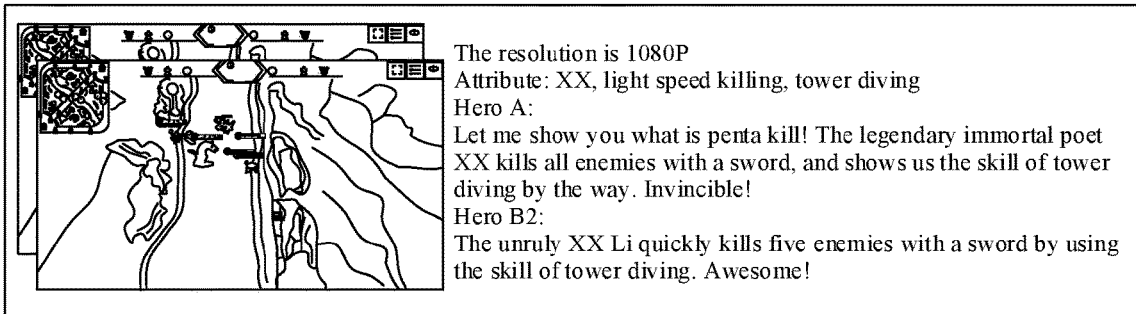 The resolution is 1080P
Attribute: XX, light speed killing, tower diving
Hero A:
Let me show you what is penta kill! The legendary immortal poet
XX kills all enemies with a sword, and shows us the skill of tower
diving by the way. Invincible!
Hero B2:
The unruly XX Li quickly kills five enemies with a sword by using
the skill of tower diving. Awesome!